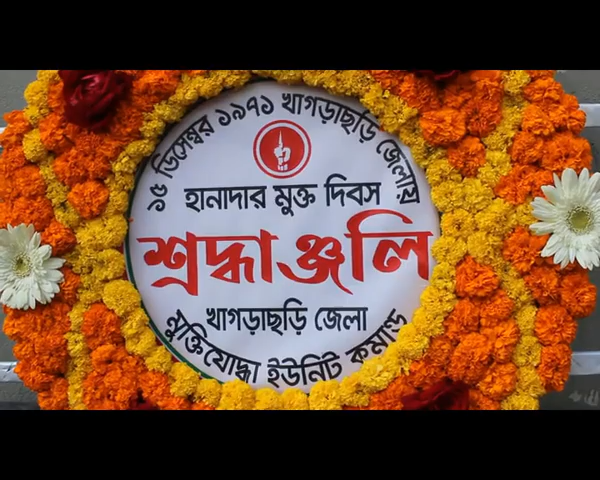 ১৫ ডিসেম্বর ১৯৭১ খাগড়াছড়ি জেলায়
হানাদার মুক্ত দিবস
শ্রদ্ধাঞ্জলি
খাগড়াছড়ি জেলা
মুক্তিযোদ্ধা ইউনিট কমান্ড